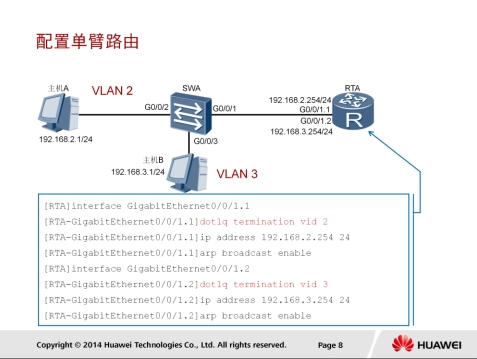 配置单臂路由
主机A
VLAN 2
SWA
RTA
192.168.2.254/24
G0/0/2
G0/0/1
G0/0/1.1
G0/0/1.2
192.168.3.254/24
R
192.168.2.1/24
G0/0/3
主机B
192.168.3.1/24
VLAN 3
[RTA]interface GigabitEthernet0/0/1.1
[RTA-GigabitEthernet0/0/1.1]dot1q termination vid 2
[RTA-GigabitEthernet0/0/1.1]ip address 192.168.2.254 24
[RTA-GigabitEthernet0/0/1.1]arp broadcast enable
[RTA]interface GigabitEthernet0/0/1.2
[RTA-GigabitEthernet0/0/1.2]dot1q termination vid 3
[RTA-GigabitEthernet0/0/1.2]ip address 192.168.3.254 24
[RTA-GigabitEthernet0/0/1.2]arp broadcast enable
Copyright © 2014 Huawei Technologies Co., Ltd. All rights reserved.
Page 8
HUAWEI